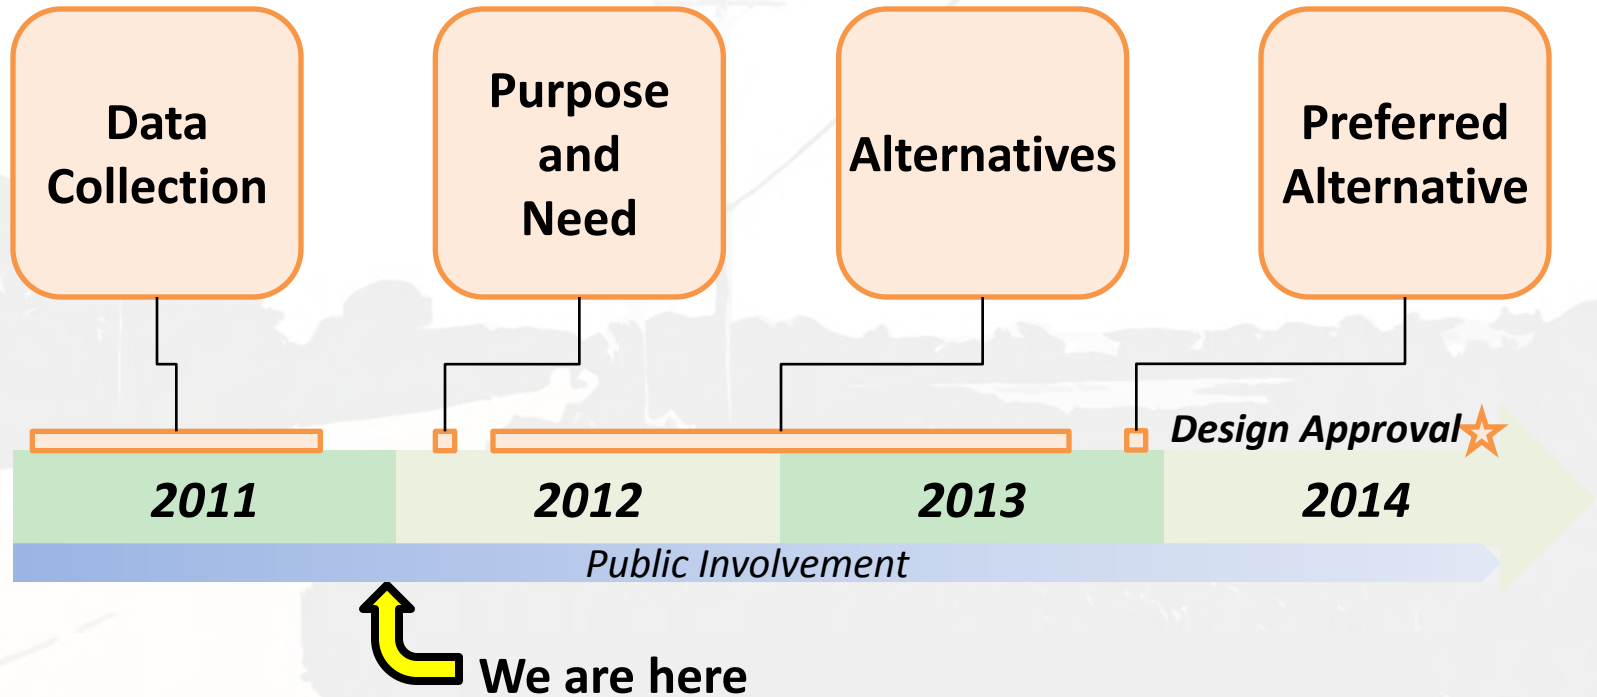 Data
Collection
Purpose
and
Need
Alternatives
Preferred
Alternative
Design Approval
2011
2012
2013
2014
Public Involvement
We are here